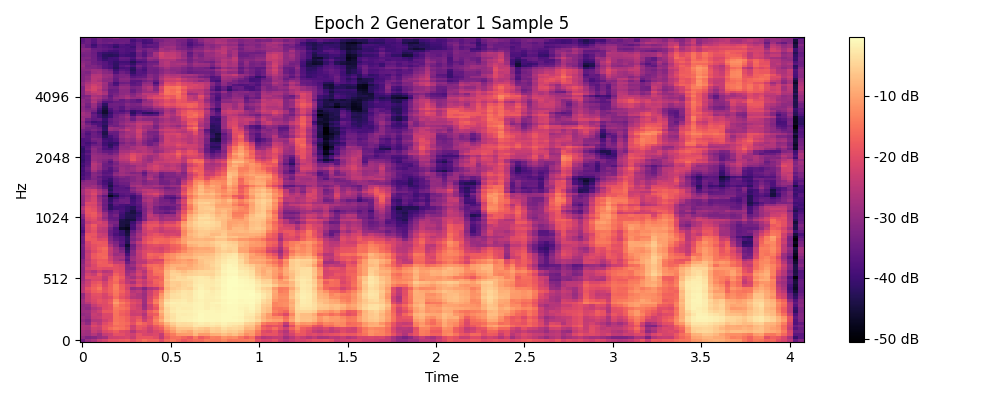 Epoch 2 Generator 1 Sample 5
Hz
4096
2048
1024
512
0
0 0.5 1 1.5 2 2.5 3 3.5 4
Time
-10 dB
-20 dB
-30 dB
-40 dB
-50 dB